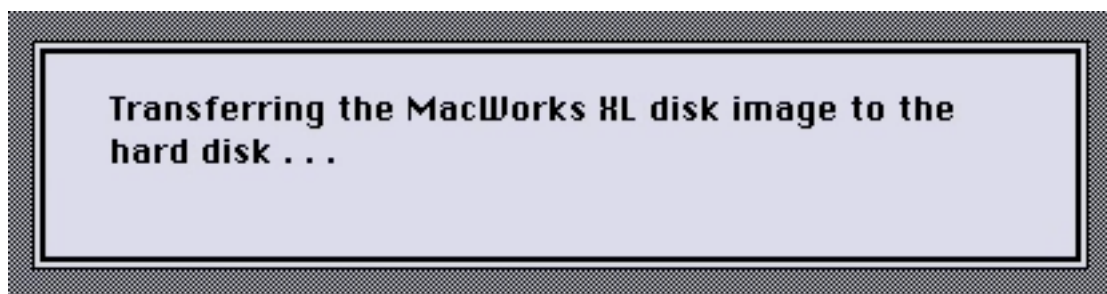 Transferring the MacWorks XL disk image to the
hard disk . . .